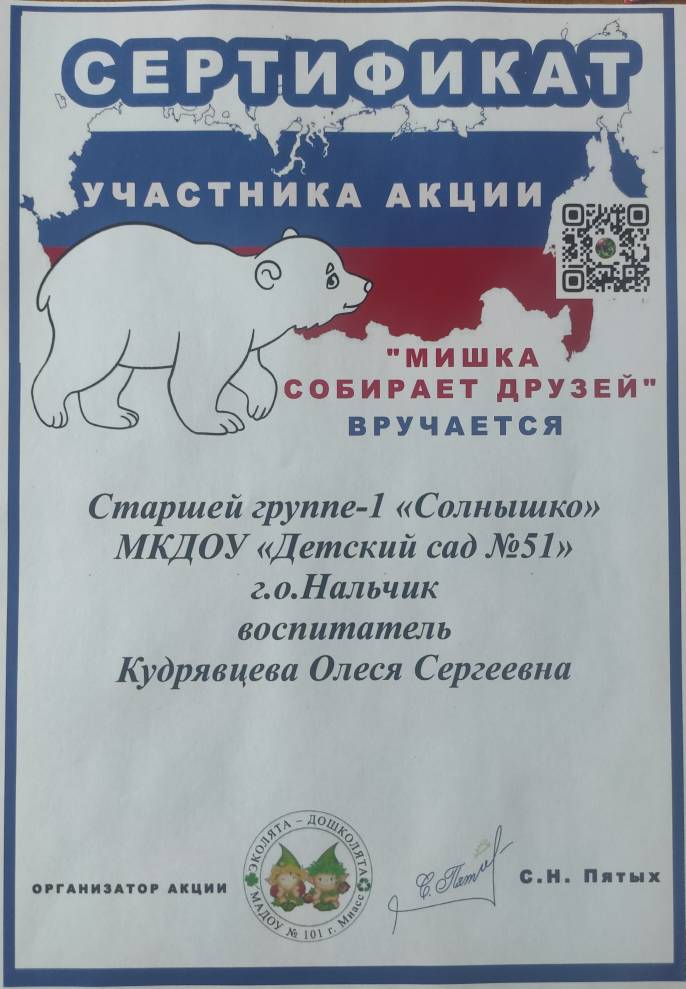 СЕРТИФИКАТ
УЧАСТНИКА АКЦИИ
"МИШКА
СОБИРАЕТ ДРУЗЕЙ"
ВРУЧАЕТСЯ
Старшей группе-1 «Солнышко»
МКДОУ «Детский сад №51»
г.о.Нальчик
воспитатель
Кудрявцева Олеся Сергеевна
ОРГАНИЗАТОР АКЦИИ
ЭКОЛЯТА – ДОШКОЛЯТА
МАДОУ № 101 г. Миасс
С.Н. Пятых